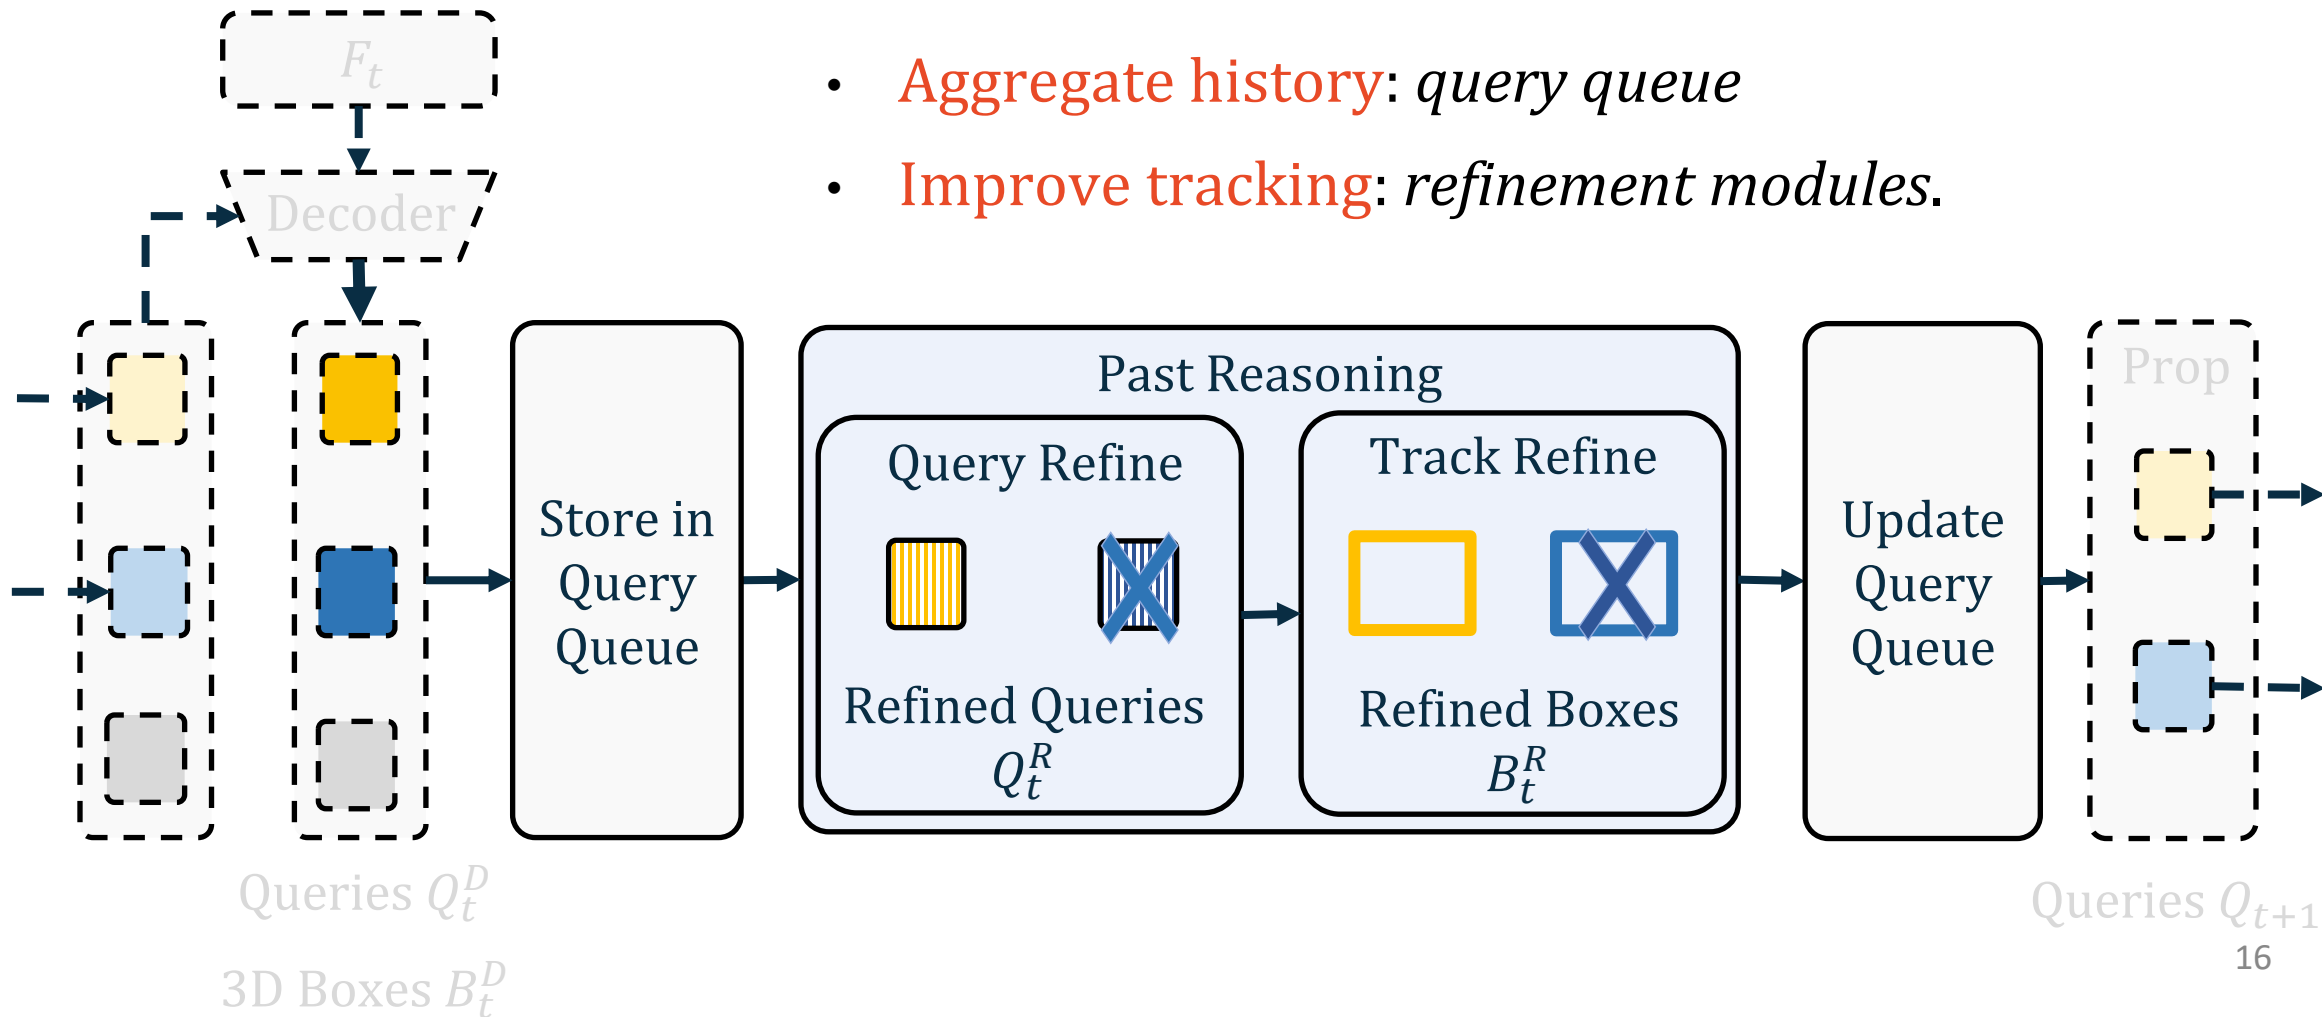 F_t
• Aggregate history: query queue
• Improve tracking: refinement modules.
Decoder
Store in
Query
Queue
Past Reasoning
Query Refine
Refined Queries
Q_t^R
Track Refine
Refined Boxes
B_t^R
Update
Query
Queue
Prop
Queries Q_t^D
3D Boxes B_t^D
Queries Q_{t+1}
16